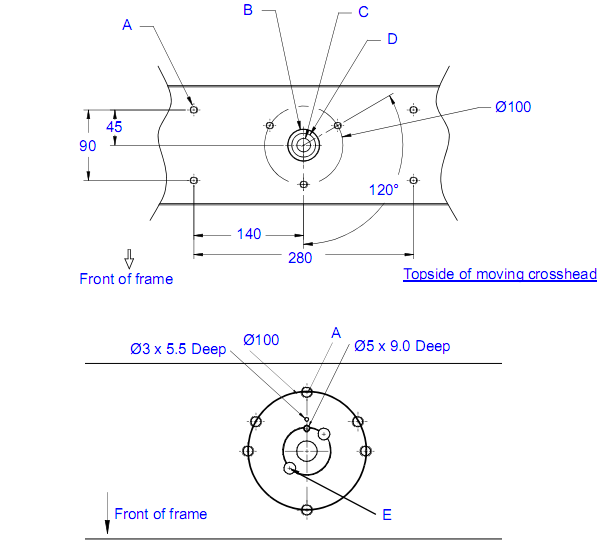 A
B
C
D
Ø100
45
90
120°
140
280
Front of frame
Topside of moving crosshead
Ø3 x 5.5 Deep
Ø100
A
Ø5 x 9.0 Deep
E
Front of frame